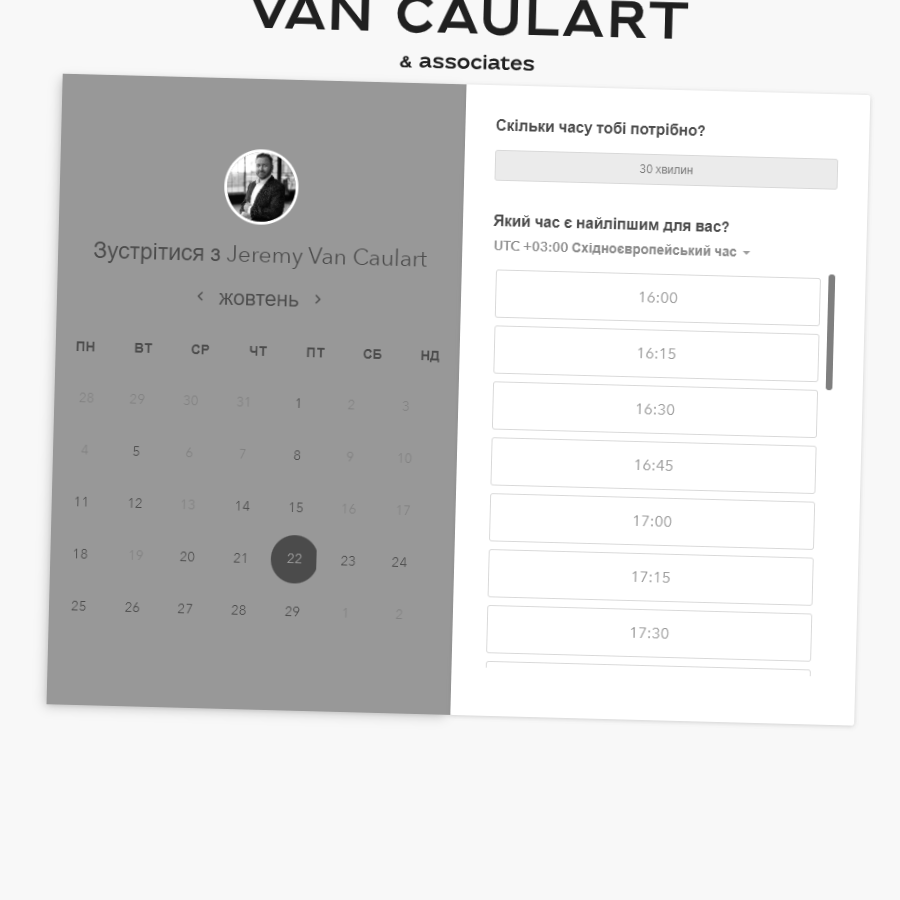 VAN CAULART
& associates
Зустрітися з Jeremy Van Caulart
жовтень
ПН ВТ СР ЧТ ПТ СБ НД
28 29 30 31 1 2 3
4 5 6 7 8 9 10
11 12 13 14 15 16 17
18 19 20 21 22 23 24
25 26 27 28 29 1 2
Скільки часу тобі потрібно?
30 хвилин
Який час є найліпшим для вас?
UTC +03:00 Східноєвропейський час
16:00
16:15
16:30
16:45
17:00
17:15
17:30